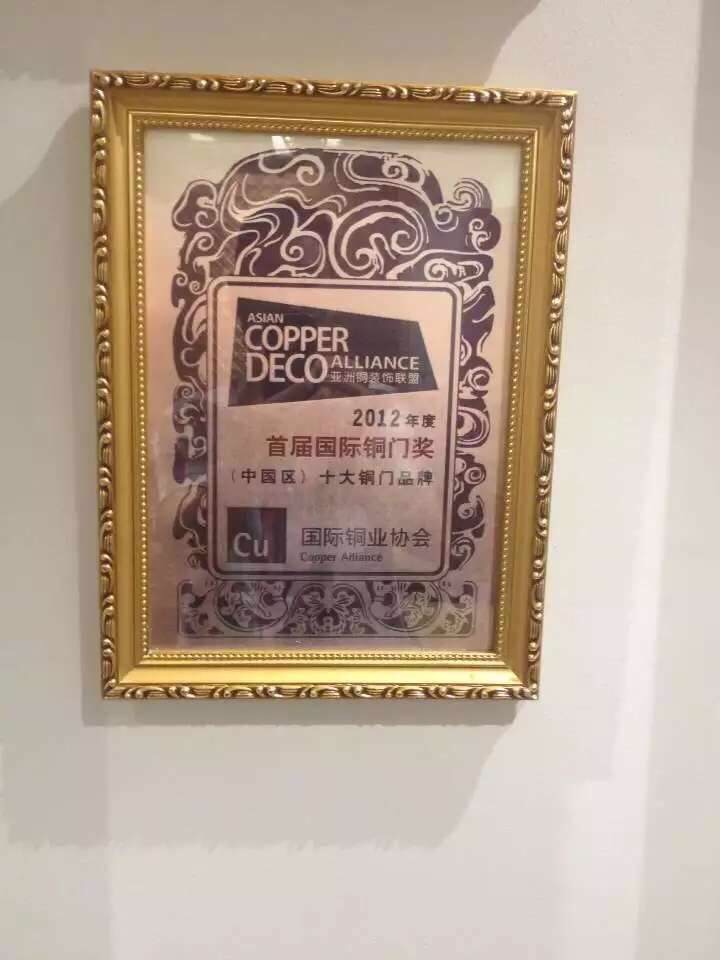 ASIAN
COPPER
DECO ALLIANCE
亚洲铜装饰联盟
2012年度
首届国际铜门奖
(中国区) 十大铜门品牌
Cu
国际铜业协会
Copper Alliance